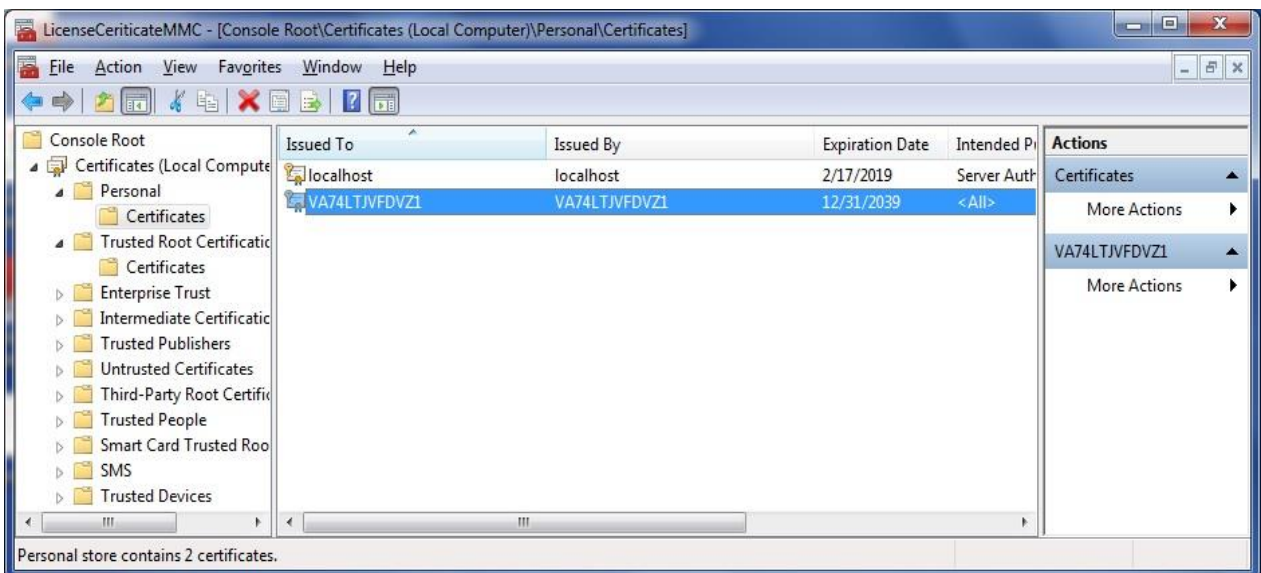 LicenseCeriticateMMC - [Console Root\Certificates (Local Computer)\Personal\Certificates]
File Action View Favorites Window Help
Console Root
Certificates (Local Compute
Personal
Certificates
Trusted Root Certificatic
Certificates
Enterprise Trust
Intermediate Certificatic
Trusted Publishers
Untrusted Certificates
Third-Party Root Certific
Trusted People
Smart Card Trusted Roo
SMS
Trusted Devices
Issued To Issued By Expiration Date Intended Pu
localhost localhost 2/17/2019 Server Auth
VA74LTJVFDVZ1 VA74LTJVFDVZ1 12/31/2039 <All>
Actions
Certificates
More Actions
VA74LTJVFDVZ1
More Actions
Personal store contains 2 certificates.